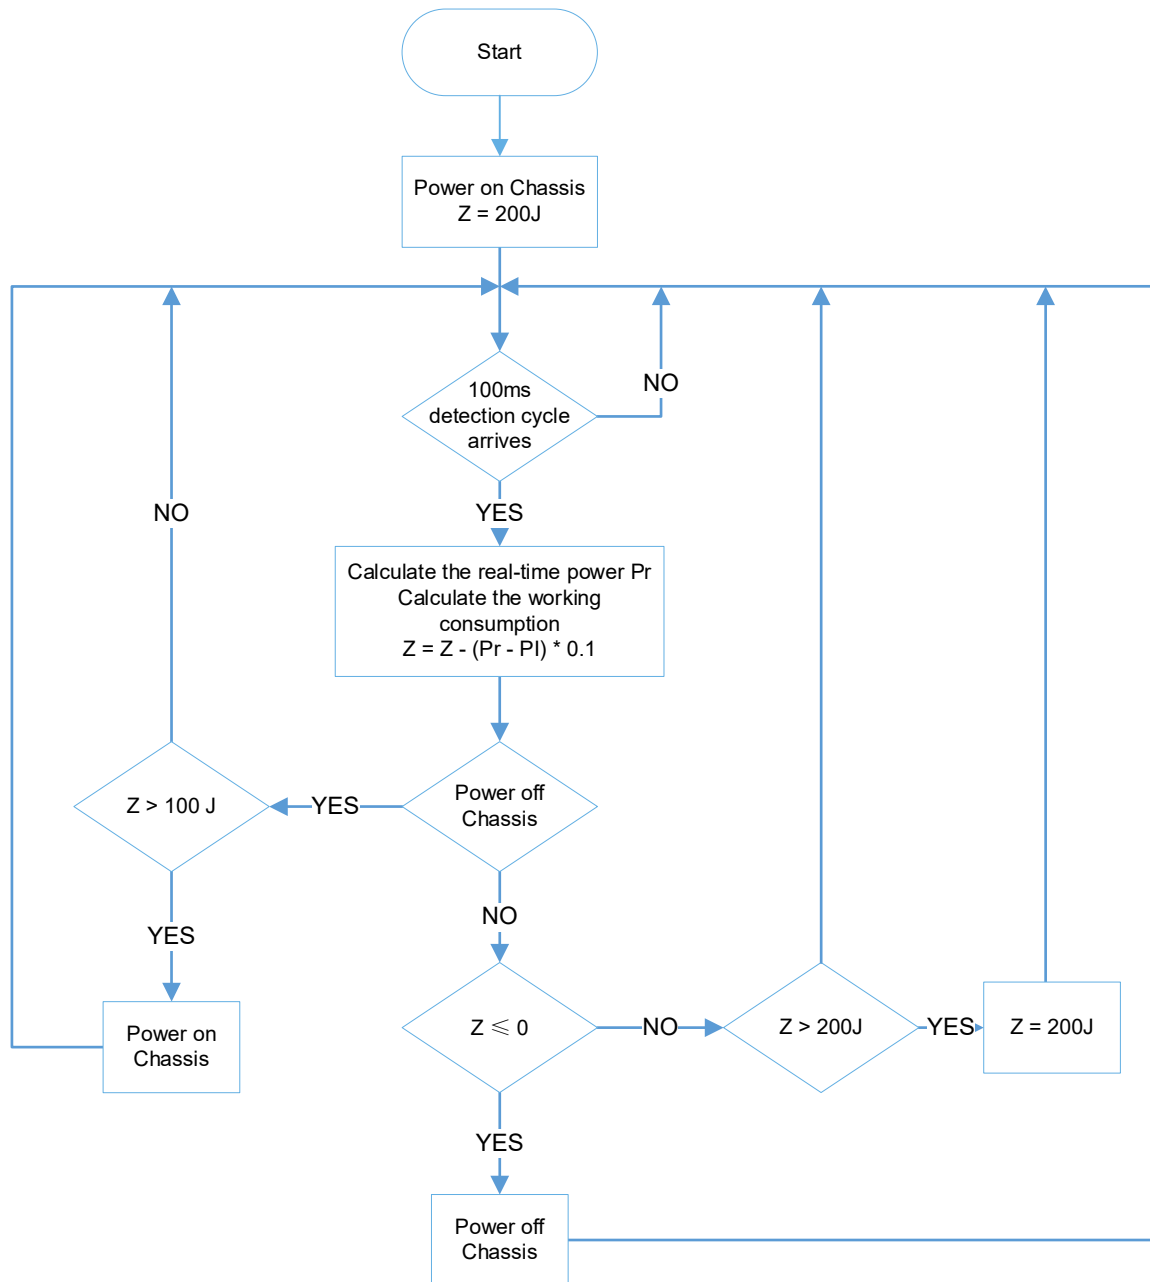 Start
Power on Chassis
Z = 200J
100ms
detection cycle
arrives
NO
YES
NO
Calculate the real-time power Pr
Calculate the working
consumption
Z = Z - (Pr - PI) * 0.1
Z > 100 J
YES
Power off
Chassis
NO
YES
Power on
Chassis
Z ≤ 0
NO
Z > 200J
YES
Z = 200J
YES
Power off
Chassis